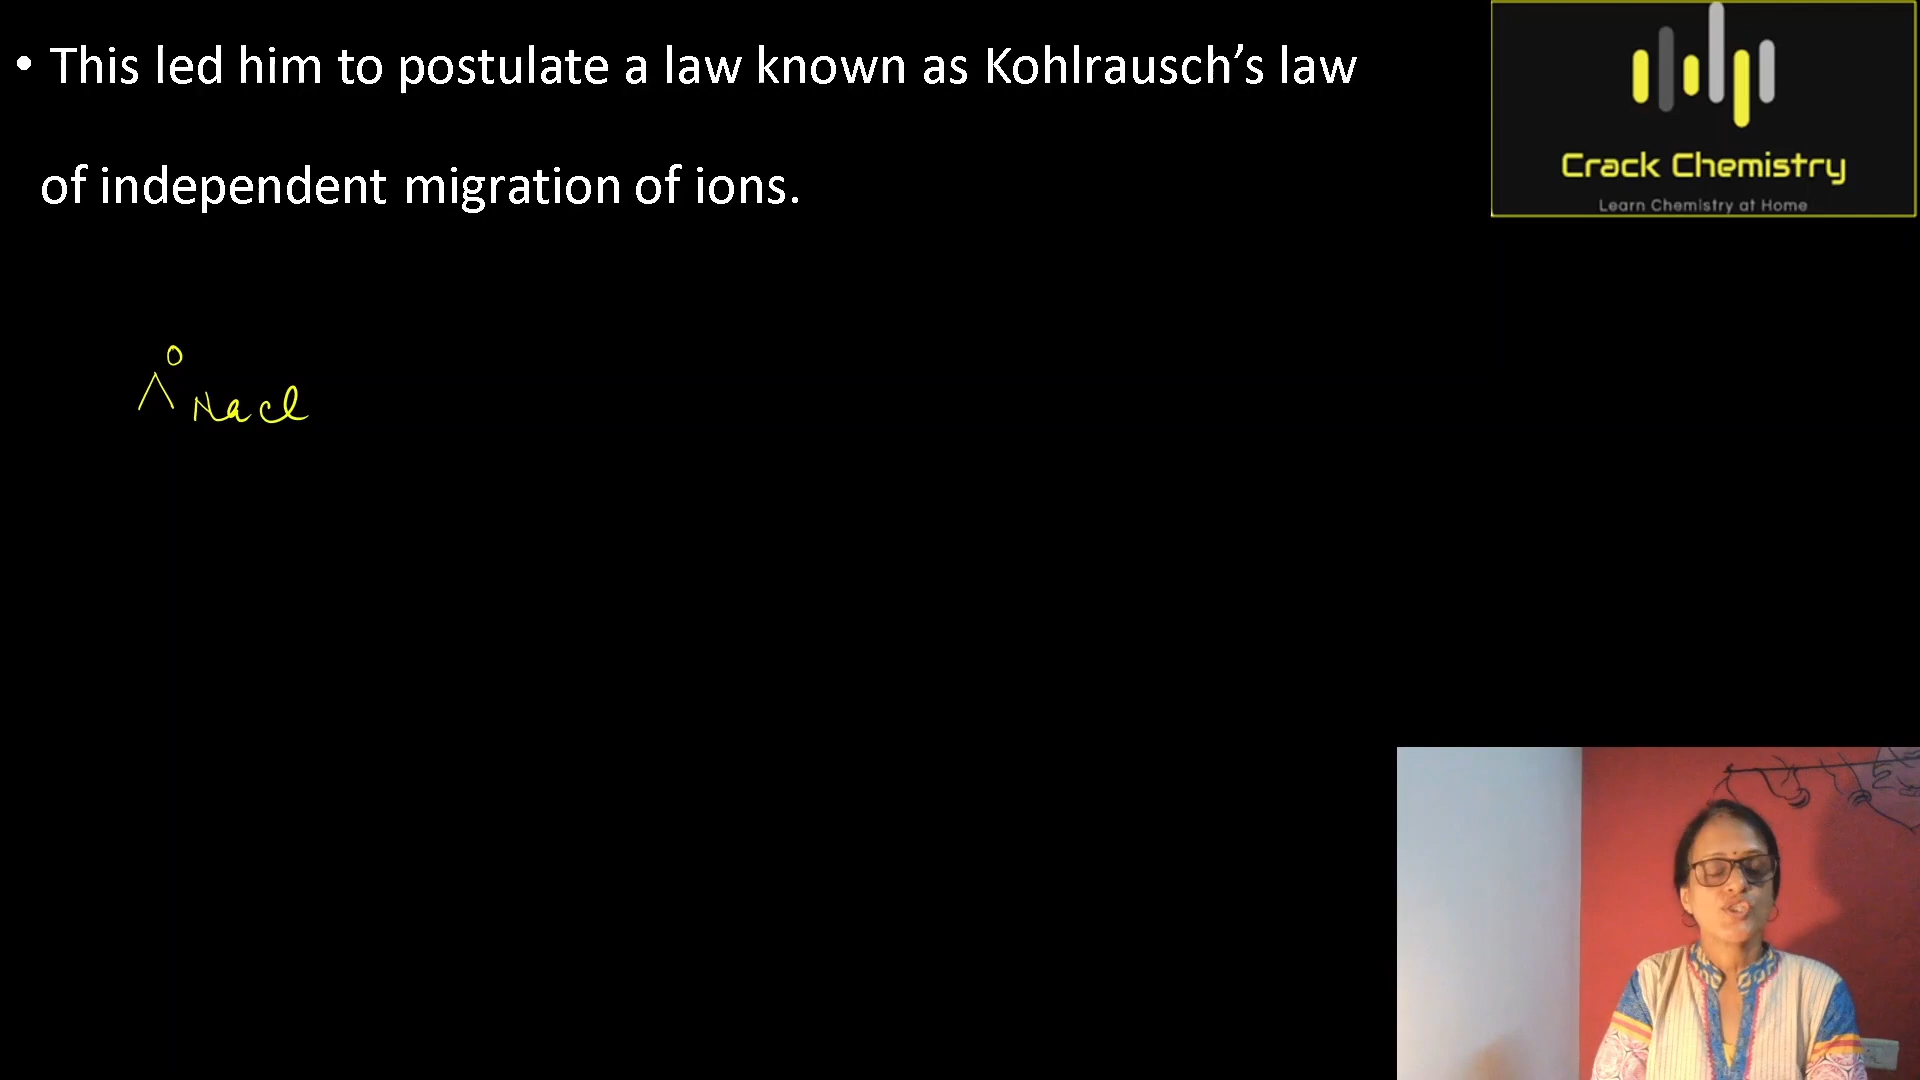 • This led him to postulate a law known as Kohlrausch’s law
of independent migration of ions.
Crack Chemistry
Learn Chemistry at Home
Λ° NaCl